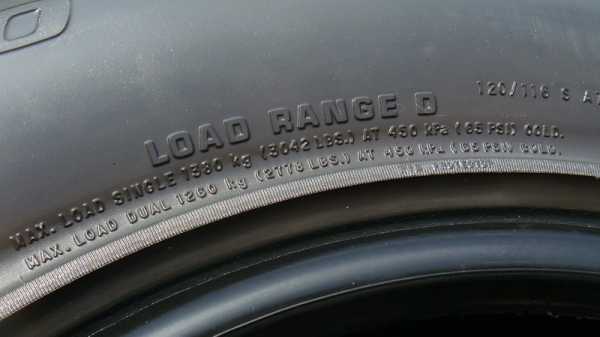 LOAD RANGE D
120/116 S
MAX. LOAD SINGLE 1380 kg (3042 LBS.) AT 450 kPa (65 PSI) COLD.
MAX. LOAD DUAL 1260 kg (2778 LBS.) AT 450 kPa (65 PSI) COLD.